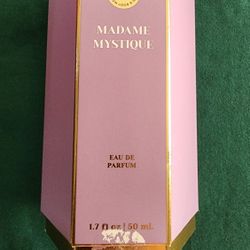 MADAME
MYSTIQUE
EAU DE
PARFUM
1.7 fl oz | 50 ml.